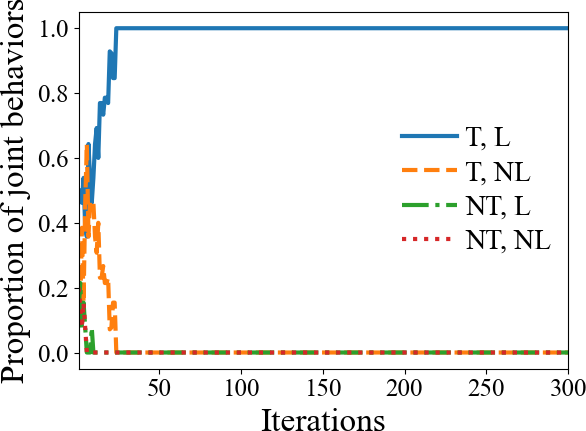 Proportion of joint behaviors
1.0
0.8
0.6
0.4
0.2
0.0
T, L
T, NL
NT, L
NT, NL
50 100 150 200 250 300
Iterations